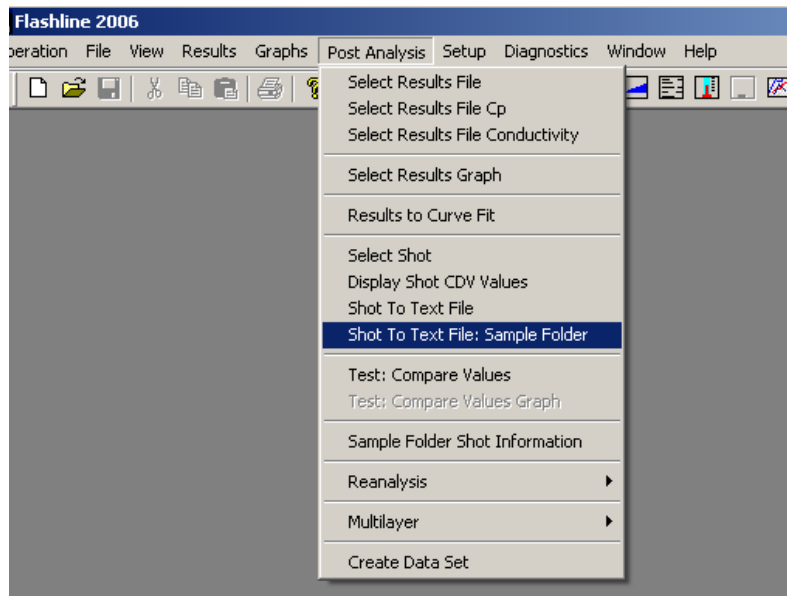 Flashline 2006
peration File View Results Graphs Post Analysis Setup Diagnostics Window Help
Select Results File
Select Results File Cp
Select Results File Conductivity
Select Results Graph
Results to Curve Fit
Select Shot
Display Shot CDV Values
Shot To Text File
Shot To Text File: Sample Folder
Test: Compare Values
Test: Compare Values Graph
Sample Folder Shot Information
Reanalysis
Multilayer
Create Data Set